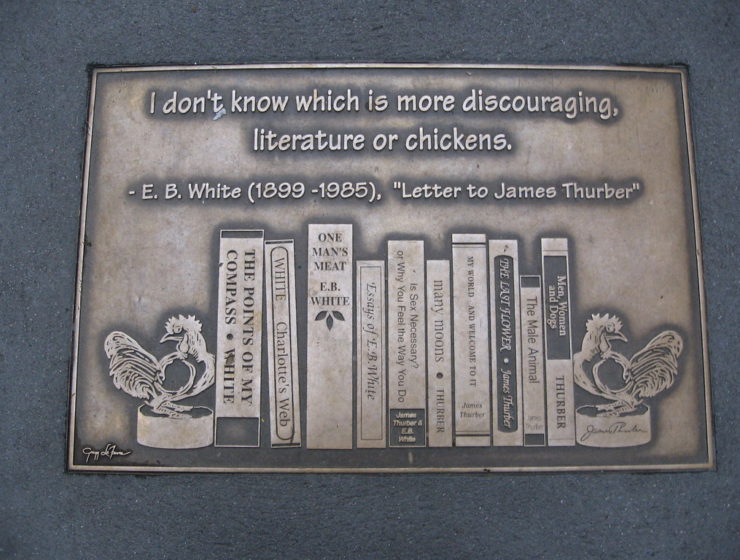 I don't know which is more discouraging,
literature or chickens.
- E. B. White (1899 -1985), "Letter to James Thurber"
THE POINTS OF MY
COMPASS • WHITE
WHITE Charlotte's Web
ONE
MAN'S
MEAT
E.B.
WHITE
Essays of E.B. White
Is Sex Necessary?
or Why You Feel the Way You Do
James
Thurber &
E.B.
White
many moons • THURBER
MY WORLD - AND WELCOME TO IT
James
Thurber
THE LAST FLOWER • James Thurber
The Male Animal
Men, Women
and Dogs
THURBER
James Thurber